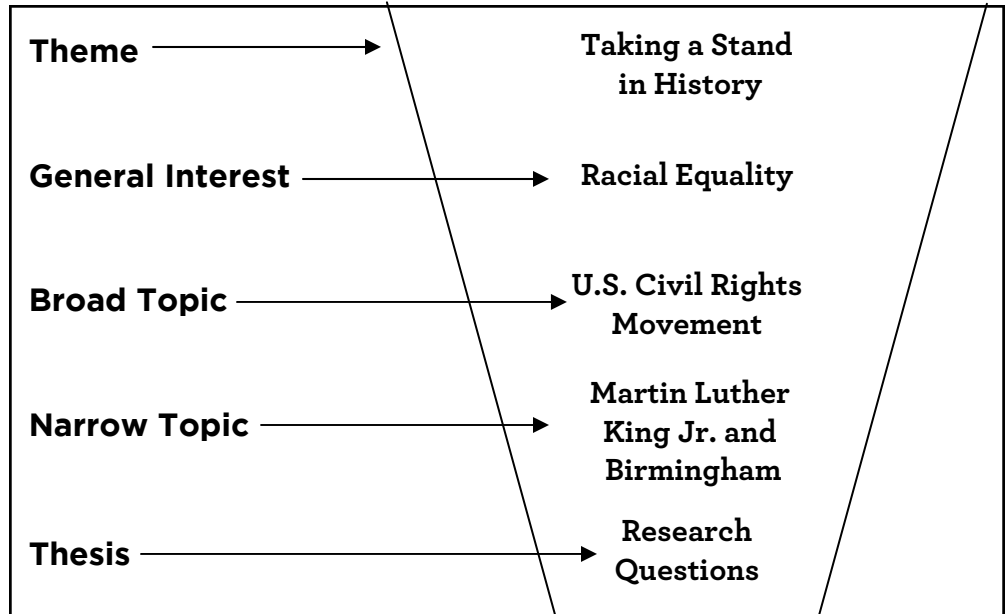 Theme
Taking a Stand
in History
General Interest
Racial Equality
Broad Topic
U.S. Civil Rights
Movement
Narrow Topic
Martin Luther
King Jr. and
Birmingham
Thesis
Research
Questions